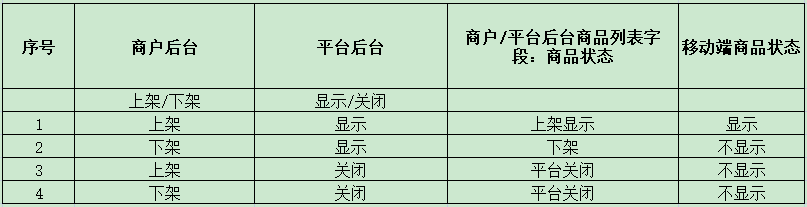 序号 商户后台 平台后台 商户/平台后台商品列表字 移动端商品状态
段：商品状态
上架/下架 显示/关闭
1 上架 显示 上架显示 显示
2 下架 显示 下架 不显示
3 上架 关闭 平台关闭 不显示
4 下架 关闭 平台关闭 不显示